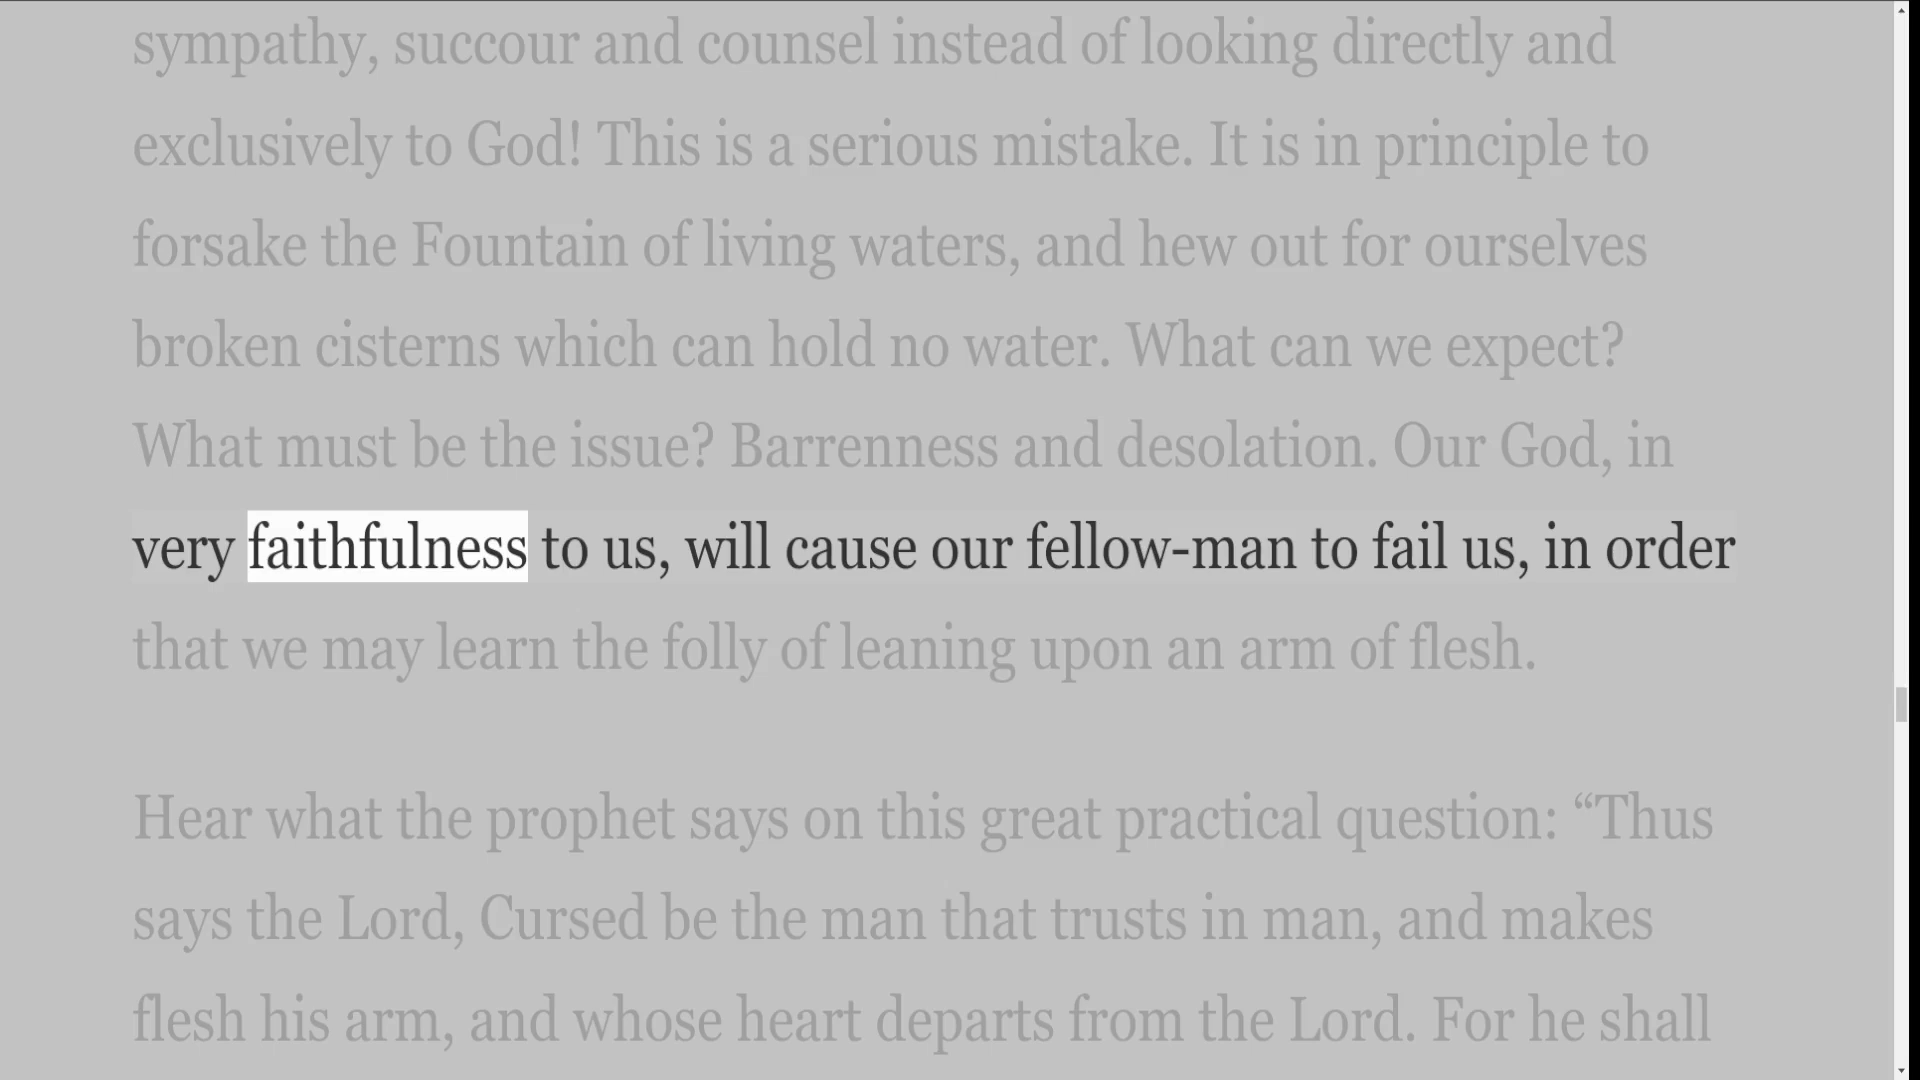 sympathy, succour and counsel instead of looking directly and
exclusively to God! This is a serious mistake. It is in principle to
forsake the Fountain of living waters, and hew out for ourselves
broken cisterns which can hold no water. What can we expect?
What must be the issue? Barrenness and desolation. Our God, in
very faithfulness to us, will cause our fellow-man to fail us, in order
that we may learn the folly of leaning upon an arm of flesh.
Hear what the prophet says on this great practical question: “Thus
says the Lord, Cursed be the man that trusts in man, and makes
flesh his arm, and whose heart departs from the Lord. For he shall